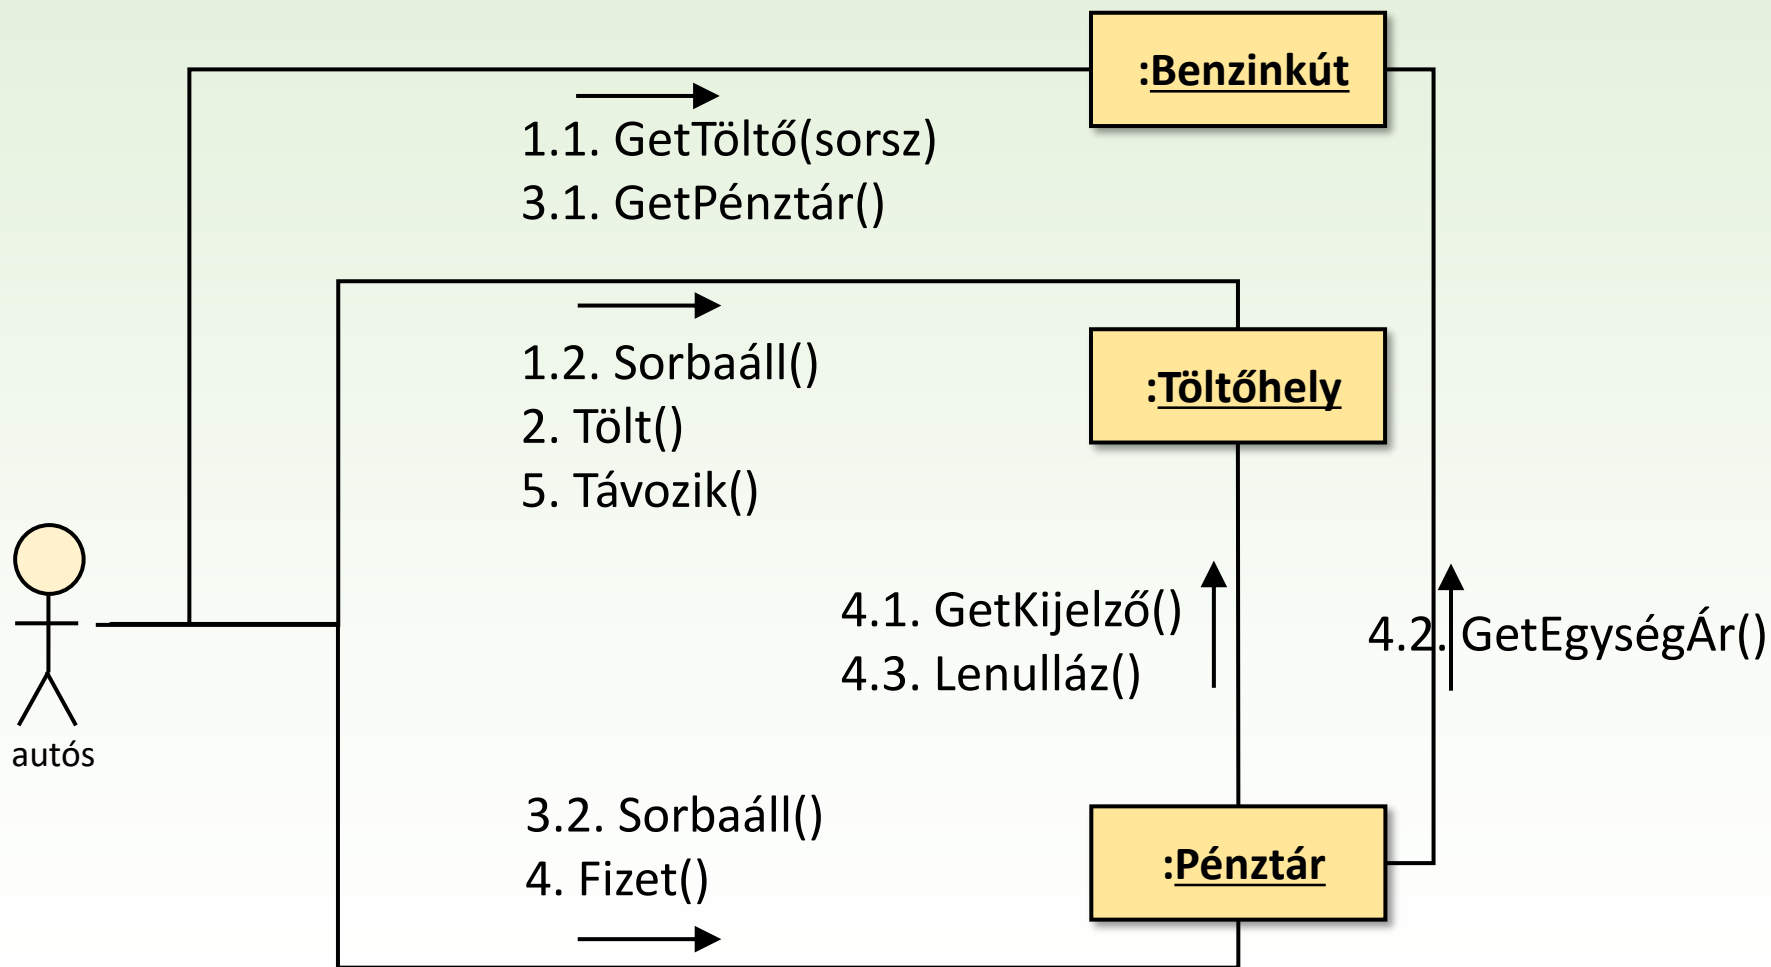 :Benzinkút
1.1. GetTöltő(sorsz)
3.1. GetPénztár()
1.2. Sorbaáll()
2. Tölt()
5. Távozik()
:Töltőhely
4.1. GetKijelző()
4.3. Lenulláz()
4.2. GetEgységÁr()
autós
3.2. Sorbaáll()
4. Fizet()
:Pénztár